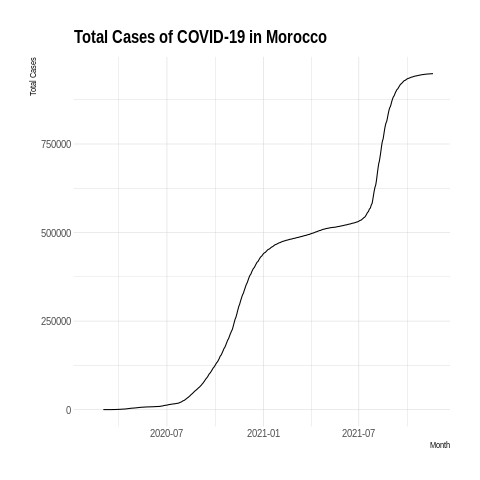 Total Cases of COVID-19 in Morocco
Total Cases
750000
500000
250000
0
2020-07
2021-01
2021-07
Month